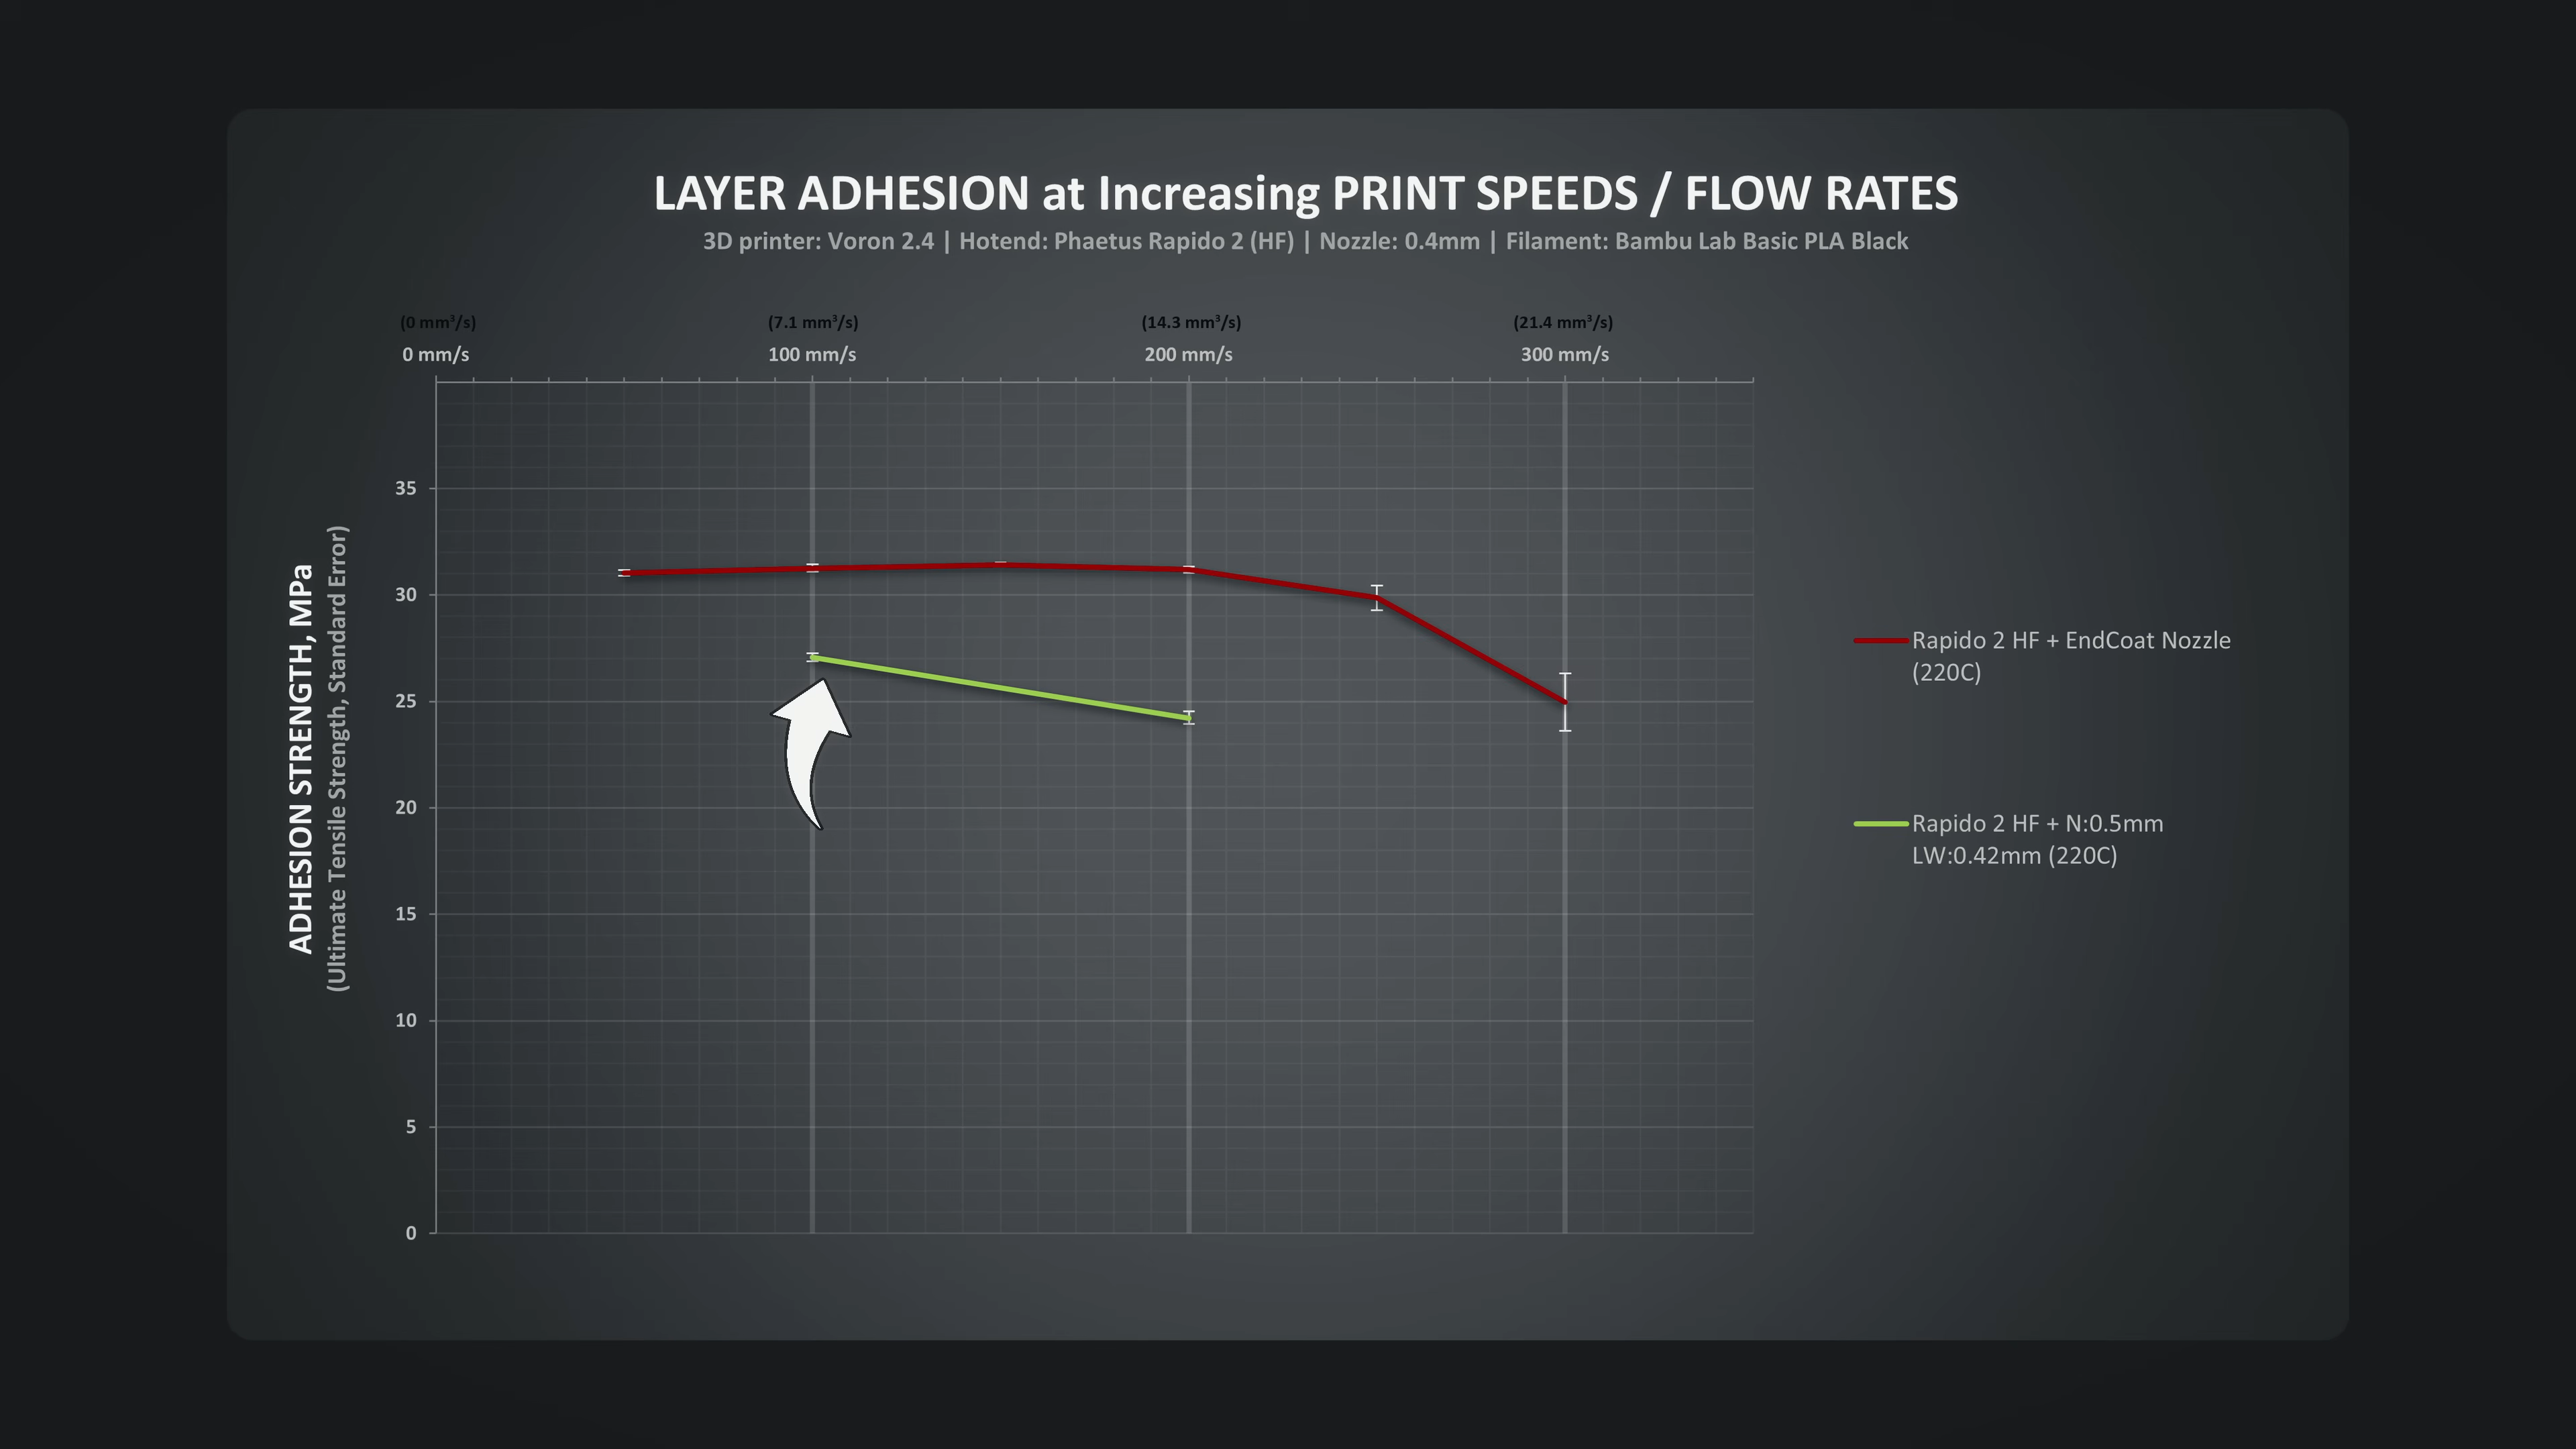 LAYER ADHESION at Increasing PRINT SPEEDS / FLOW RATES
3D printer: Voron 2.4 | Hotend: Phaetus Rapido 2 (HF) | Nozzle: 0.4mm | Filament: Bambu Lab Basic PLA Black
(0 mm³/s) (7.1 mm³/s) (14.3 mm³/s) (21.4 mm³/s)
0 mm/s 100 mm/s 200 mm/s 300 mm/s
ADHESION STRENGTH, MPa
(Ultimate Tensile Strength, Standard Error)
35
30
25
20
15
10
5
0
Rapido 2 HF + EndCoat Nozzle
(220C)
Rapido 2 HF + N:0.5mm
LW:0.42mm (220C)